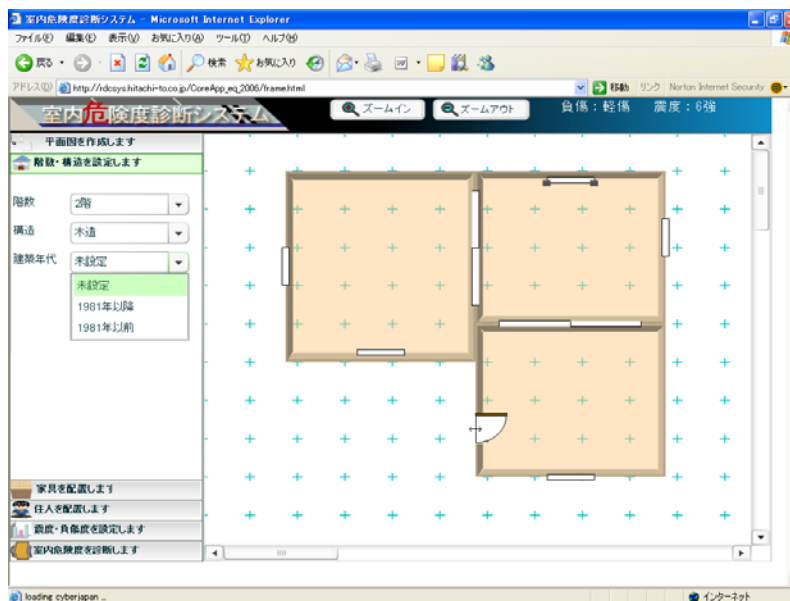 室内危険度診断システム - Microsoft Internet Explorer
ファイル(F) 編集(E) 表示(V) お気に入り(A) ツール(T) ヘルプ(H)
戻る 検索 お気に入り
アドレス(D) http://rdcsys.hitachi-to.co.jp/CoreApp_eq_2006/frame.html 移動 リンク Norton Internet Security
室内危険度診断システム ズームイン ズームアウト 負傷：軽傷 震度：6強
平面図を作成します
階数・構造を設定します
階数 2階
構造 木造
建築年代 未設定
未設定
1981年以降
1981年以前
家具を配置します
住人を配置します
震度・負傷度を設定します
室内危険度を診断します
loading cyberjapan ... インターネット